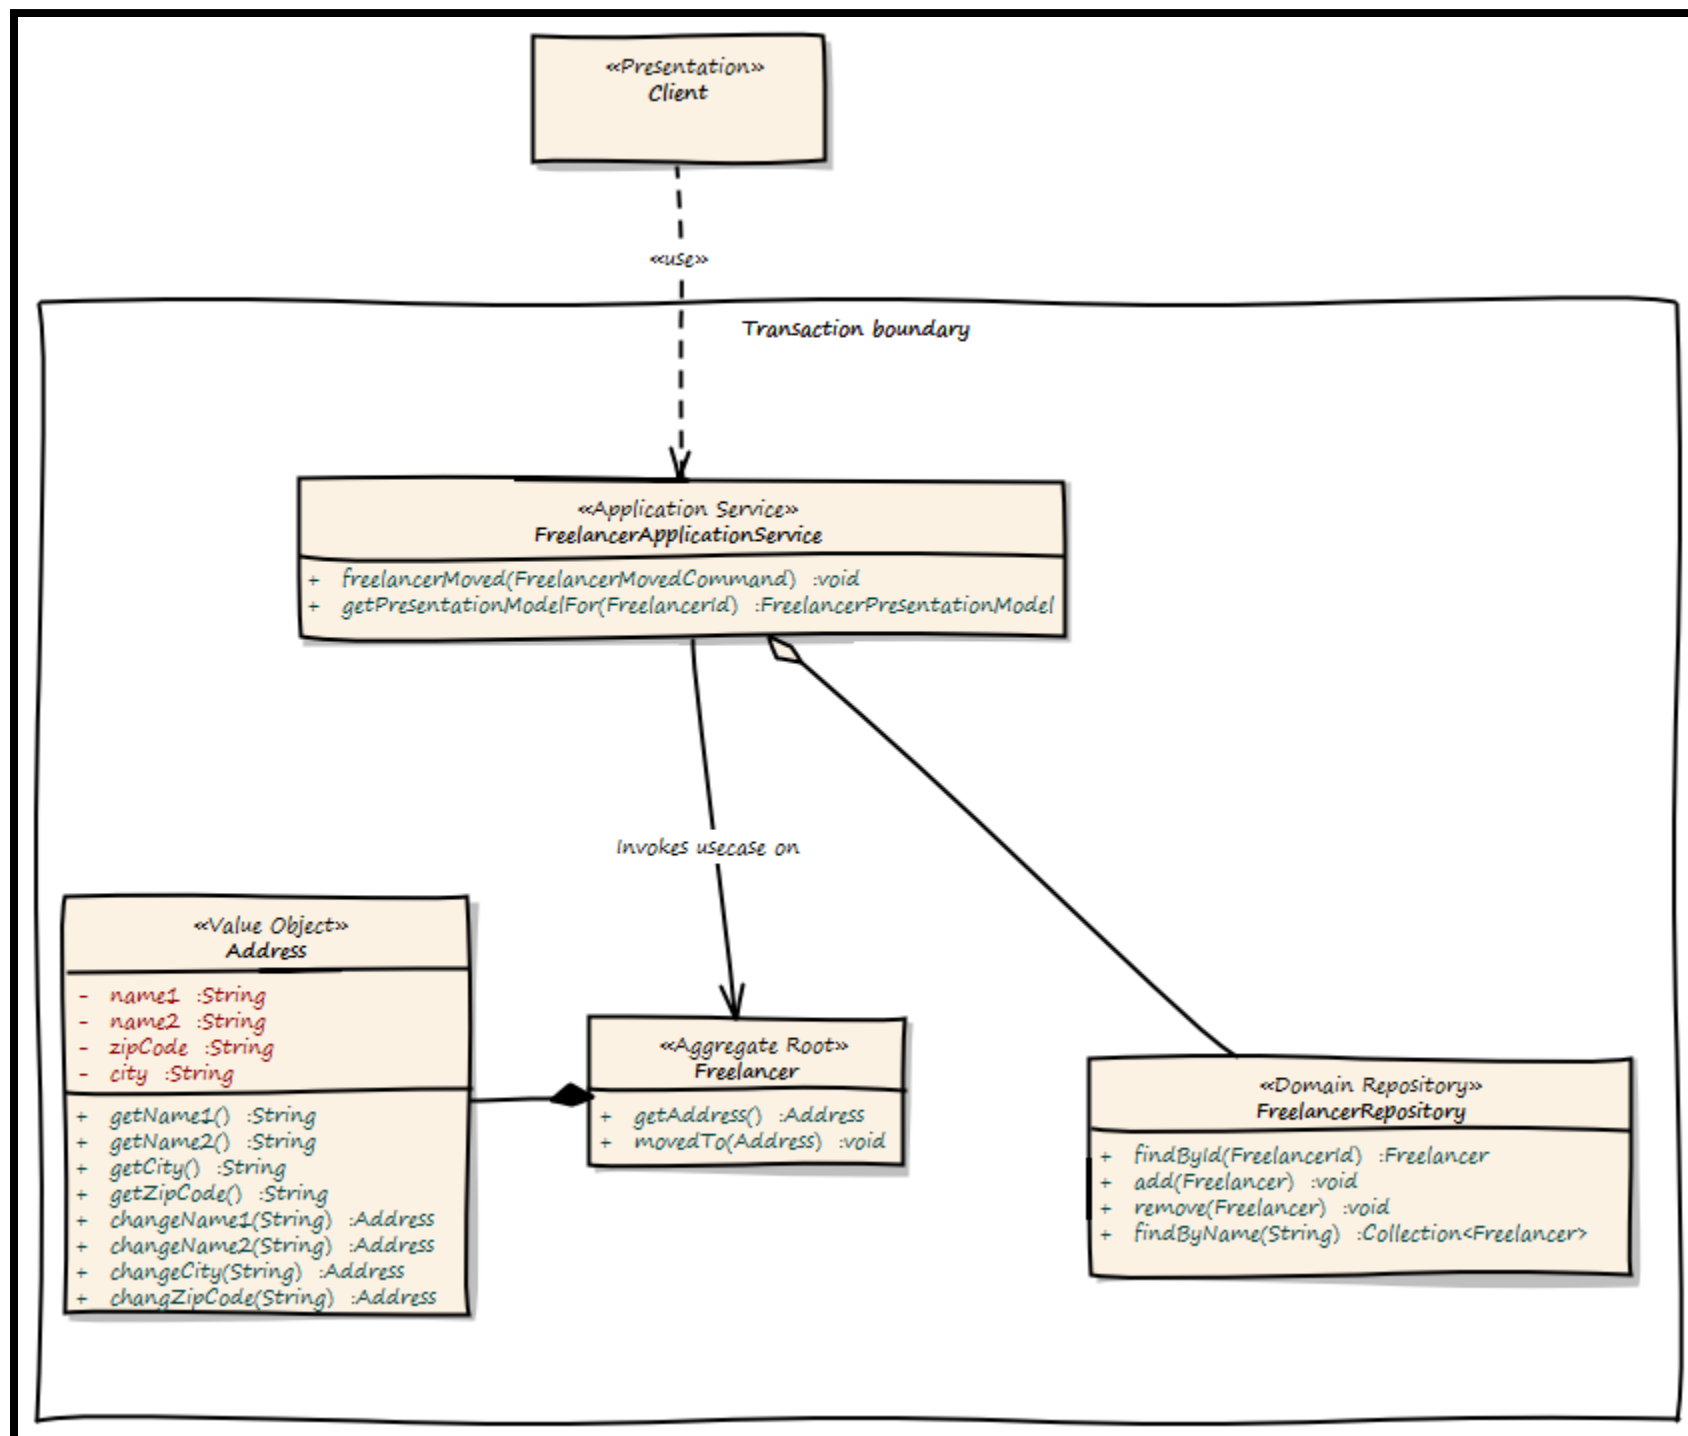 «Presentation»
Client
«use»
Transaction boundary
«Application Service»
FreelancerApplicationService
+ freelancerMoved(FreelancerMovedCommand) :void
+ getPresentationModelFor(FreelancerId) :FreelancerPresentationModel
Invokes usecase on
«Value Object»
Address
- name1 :String
- name2 :String
- zipCode :String
- city :String
+ getName1() :String
+ getName2() :String
+ getCity() :String
+ getZipCode() :String
+ changeName1(String) :Address
+ changeName2(String) :Address
+ changeCity(String) :Address
+ changZipCode(String) :Address
«Aggregate Root»
Freelancer
+ getAddress() :Address
+ movedTo(Address) :void
«Domain Repository»
FreelancerRepository
+ findById(FreelancerId) :Freelancer
+ add(Freelancer) :void
+ remove(Freelancer) :void
+ findByName(String) :Collection<Freelancer>